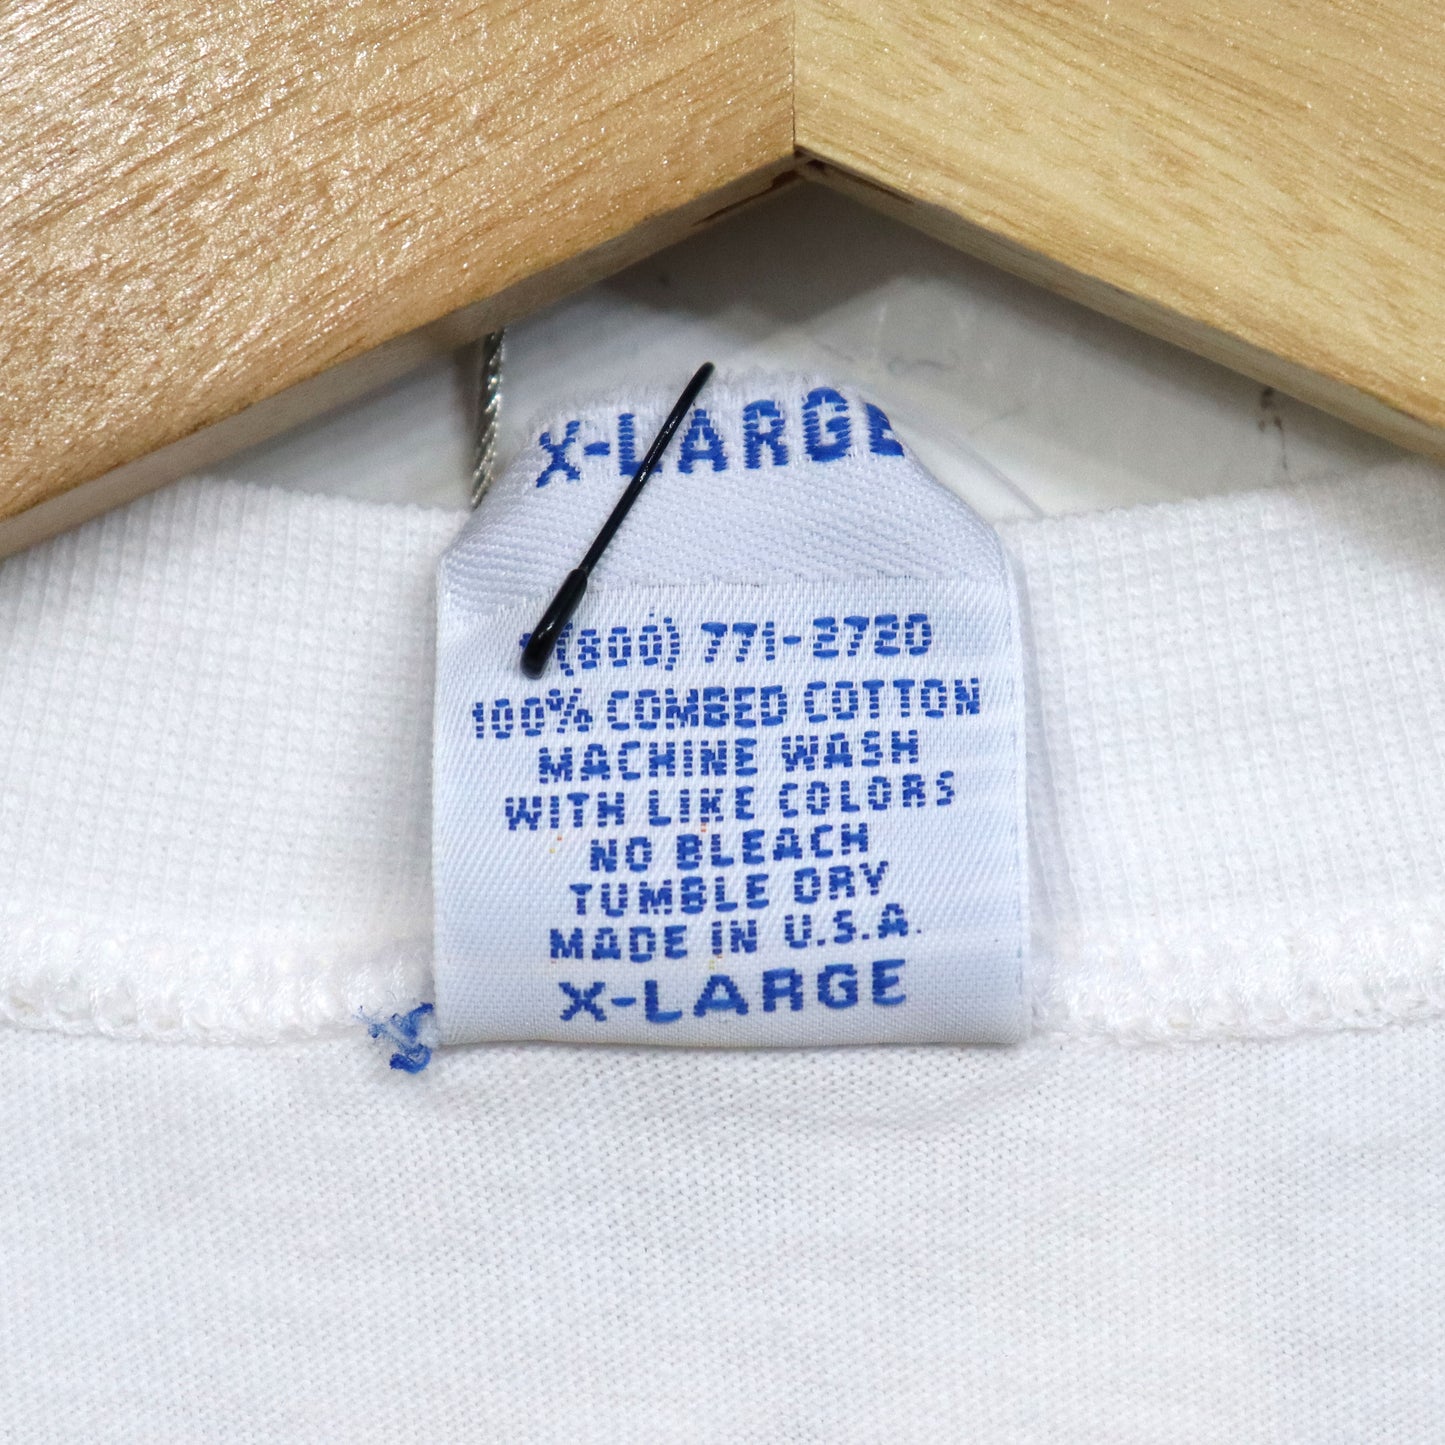 X-LARGE
1(800) 771-2720
100% COMBED COTTON
MACHINE WASH
WITH LIKE COLORS
NO BLEACH
TUMBLE DRY
MADE IN U.S.A.
X-LARGE